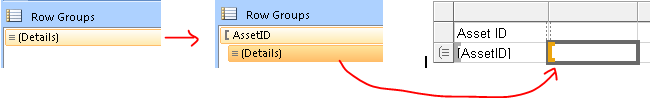 Row Groups
(Details)
Row Groups
[ AssetID
(Details)
Asset ID
[AssetID]